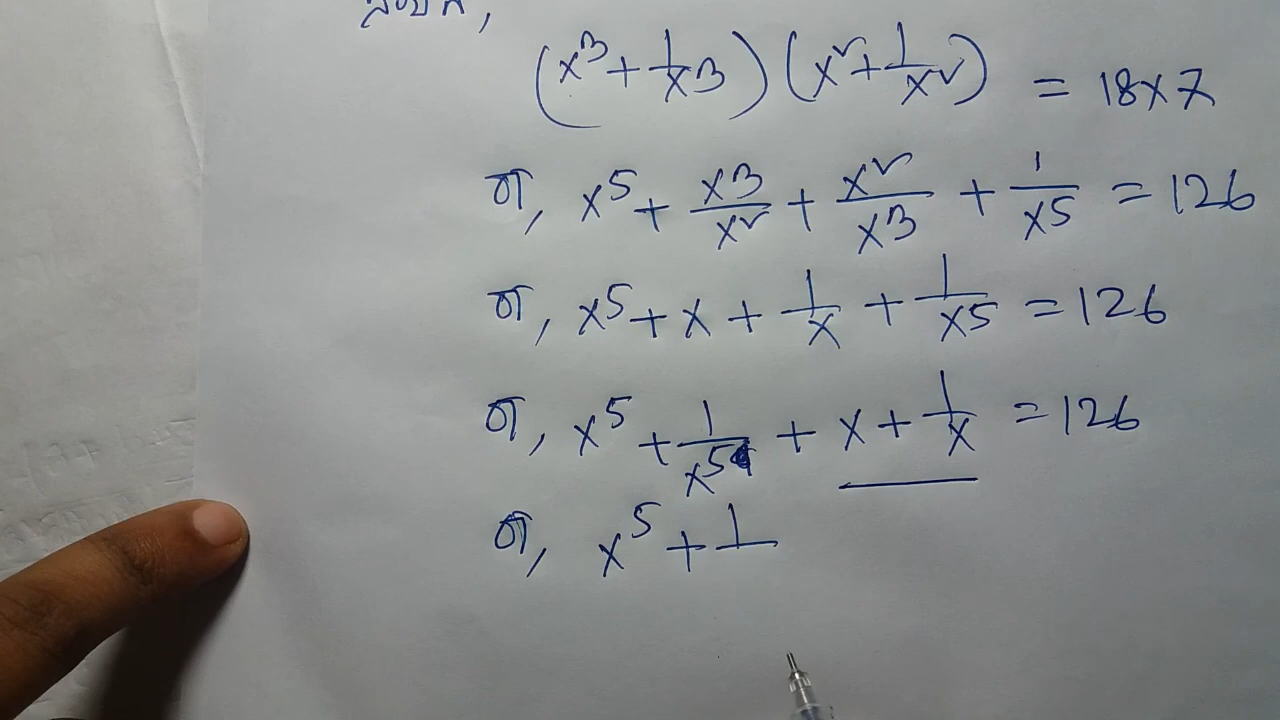 (x³ + 1/x³) (x² + 1/x²) = 18×7
বা, x⁵ + x³/x² + x²/x³ + 1/x⁵ = 126
বা, x⁵ + x + 1/x + 1/x⁵ = 126
বা, x⁵ + 1/x⁵ + x + 1/x = 126
বা, x⁵ + 1